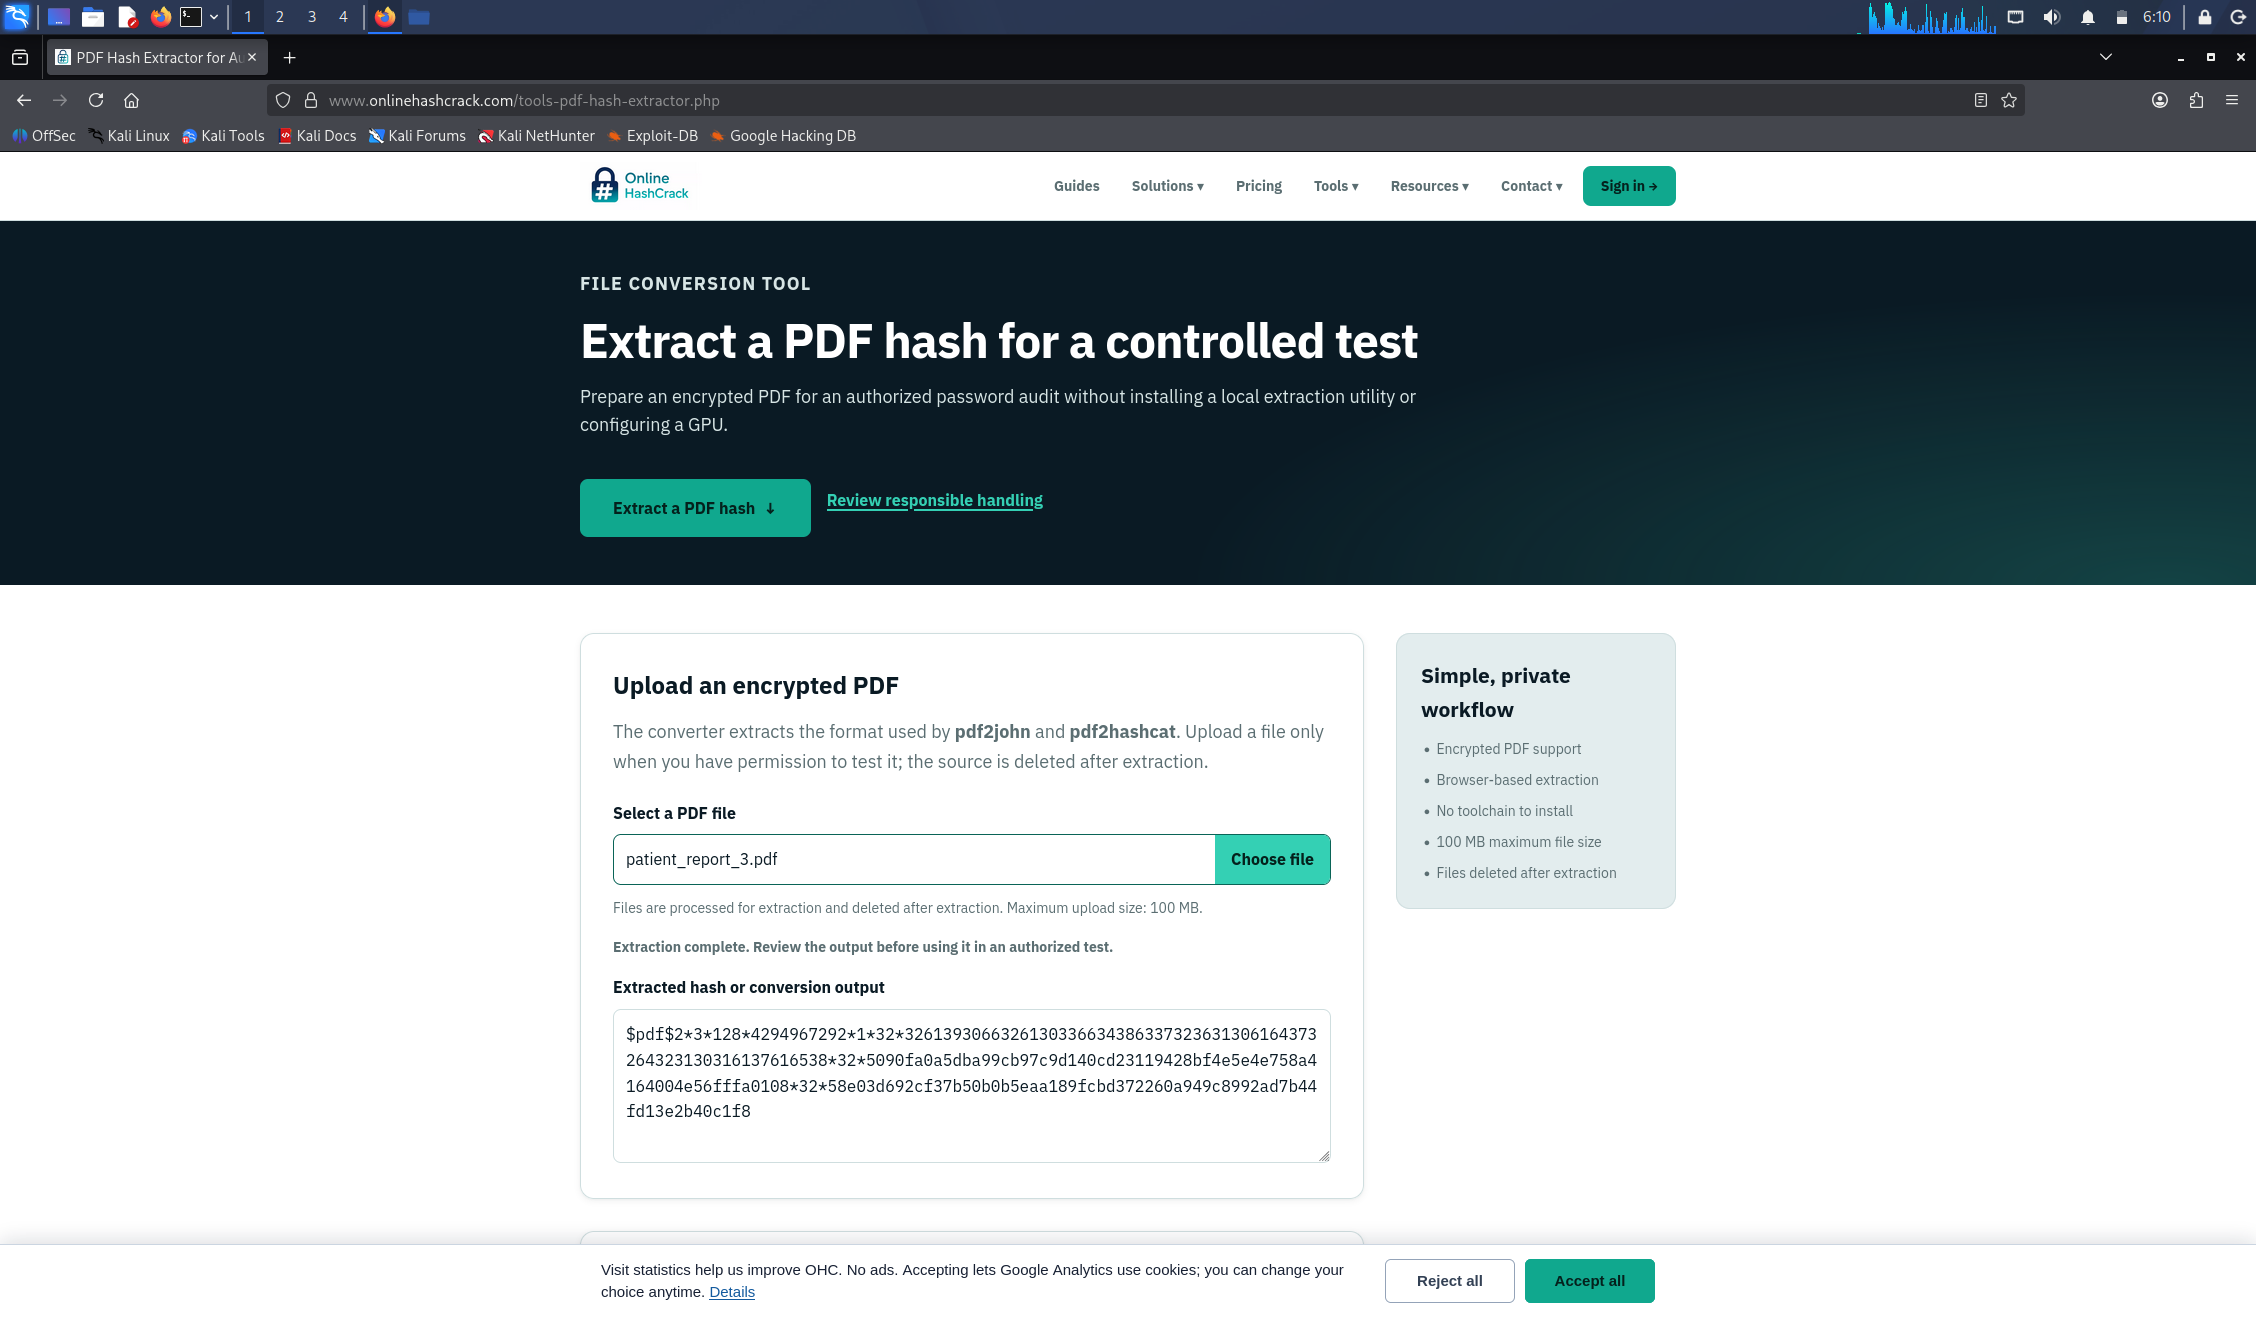 1 2 3 4
6:10
PDF Hash Extractor for Au
www.onlinehashcrack.com/tools-pdf-hash-extractor.php
OffSec Kali Linux Kali Tools Kali Docs Kali Forums Kali NetHunter Exploit-DB Google Hacking DB
Online
HashCrack
Guides Solutions ▾ Pricing Tools ▾ Resources ▾ Contact ▾ Sign in →
FILE CONVERSION TOOL
Extract a PDF hash for a controlled test
Prepare an encrypted PDF for an authorized password audit without installing a local extraction utility or
configuring a GPU.
Extract a PDF hash ↓
Review responsible handling
Upload an encrypted PDF
The converter extracts the format used by pdf2john and pdf2hashcat. Upload a file only
when you have permission to test it; the source is deleted after extraction.
Select a PDF file
patient_report_3.pdf
Choose file
Files are processed for extraction and deleted after extraction. Maximum upload size: 100 MB.
Extraction complete. Review the output before using it in an authorized test.
Extracted hash or conversion output
$pdf$2*3*128*4294967292*1*32*3261393066326130336634386337323631306164373
2643231303161376165​38*32*5090fa0a5dba99cb97c9d140cd23119428bf4e5e4e758a4
164004e56fffa0108*32*58e03d692cf37b50b0b5eaa189fcbd372260a949c8992ad7b44
fd13e2b40c1f8
Simple, private
workflow
• Encrypted PDF support
• Browser-based extraction
• No toolchain to install
• 100 MB maximum file size
• Files deleted after extraction
Visit statistics help us improve OHC. No ads. Accepting lets Google Analytics use cookies; you can change your
choice anytime. Details
Reject all
Accept all